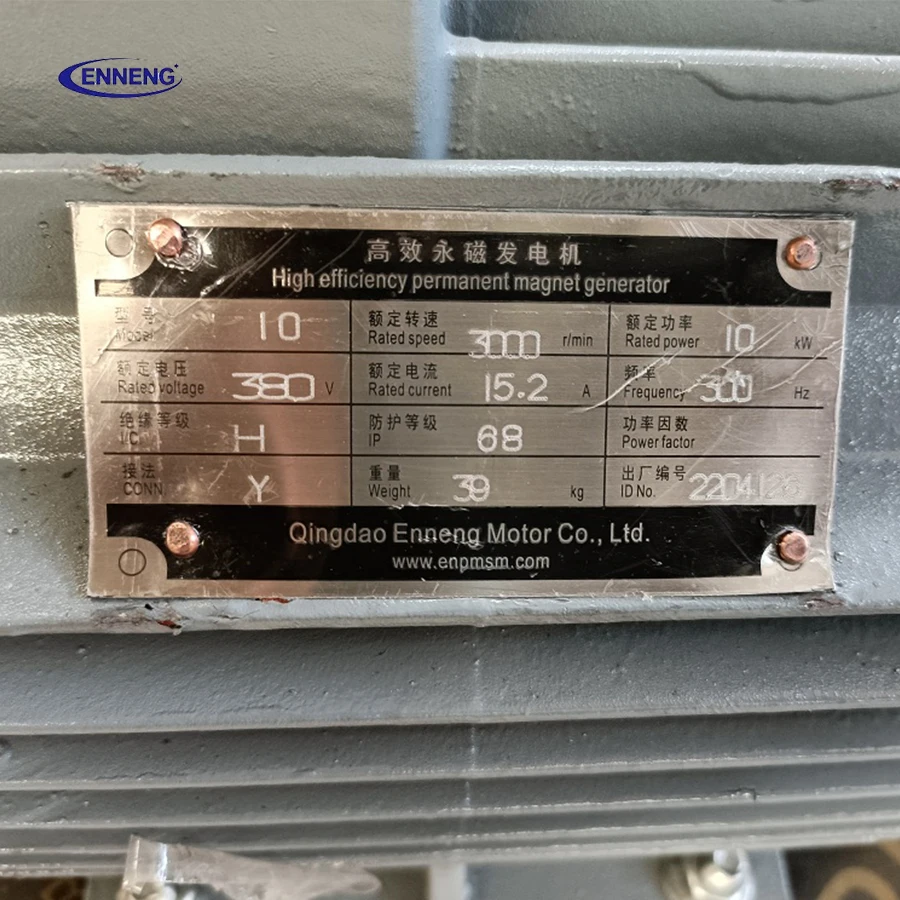 ENNENG
高效永磁发电机
High efficiency permanent magnet generator
型号 10 额定转速 3000 r/min 额定功率 10 kW
Model Rated speed Rated power
额定电压 380 V 额定电流 15.2 A 频率 300 Hz
Rated voltage Rated current Frequency
绝缘等级 H 防护等级 68 功率因数
I/C IP Power factor
接法 Y 重量 39 kg 出厂编号
CONN Weight ID No.
Qingdao Enneng Motor Co., Ltd.
www.enpmsm.com